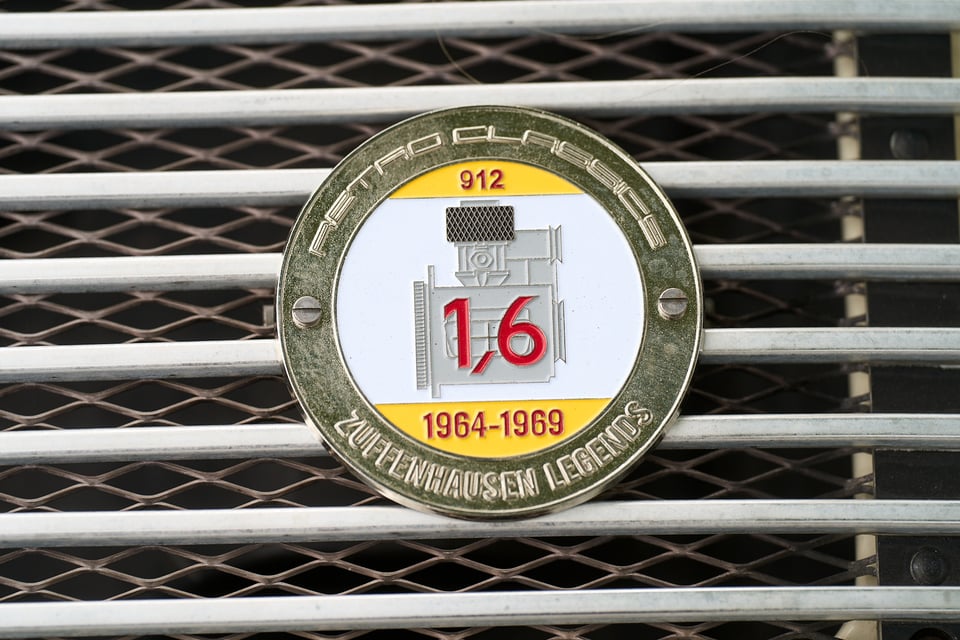 RETRO CLASSICS
912
1,6
1964-1969
ZUFFENHAUSEN LEGENDS